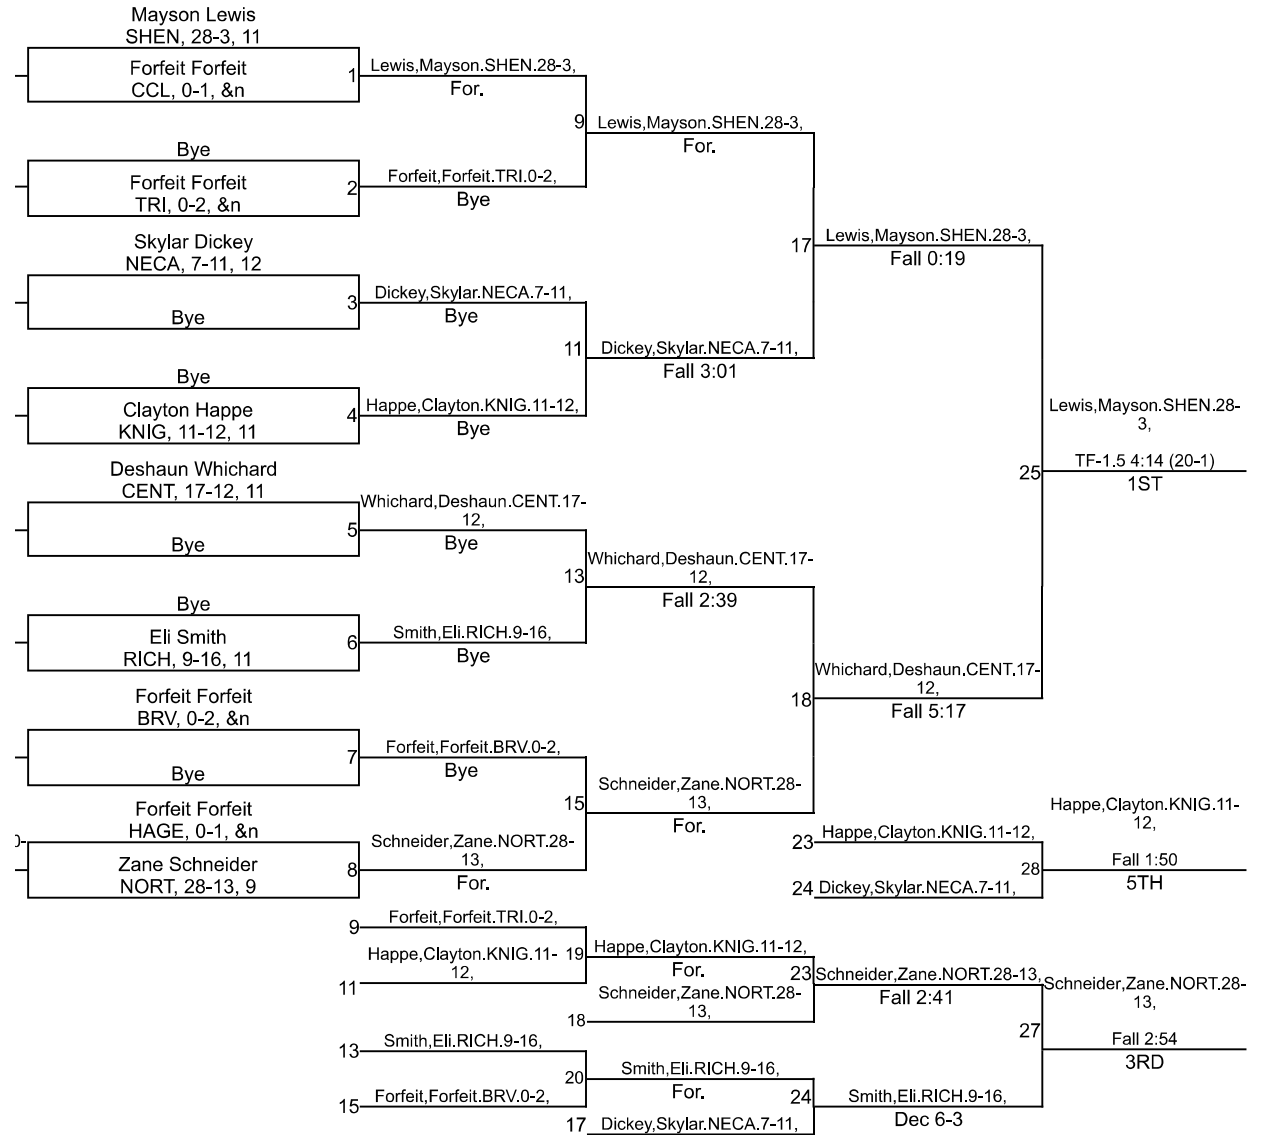 Mayson Lewis
SHEN, 28-3, 11
Forfeit Forfeit
CCL, 0-1, &n
1
Lewis,Mayson.SHEN.28-3,
For.
9
Lewis,Mayson.SHEN.28-3,
For.
Bye
Forfeit Forfeit
TRI, 0-2, &n
2
Forfeit,Forfeit.TRI.0-2,
Bye
17
Lewis,Mayson.SHEN.28-3,
Fall 0:19
Skylar Dickey
NECA, 7-11, 12
Bye
3
Dickey,Skylar.NECA.7-11,
Bye
11
Dickey,Skylar.NECA.7-11,
Fall 3:01
Bye
Clayton Happe
KNIG, 11-12, 11
4
Happe,Clayton.KNIG.11-12,
Bye
25
Lewis,Mayson.SHEN.28-
3,
TF-1.5 4:14 (20-1)
1ST
Deshaun Whichard
CENT, 17-12, 11
Bye
5
Whichard,Deshaun.CENT.17-
12,
Bye
13
Whichard,Deshaun.CENT.17-
12,
Fall 2:39
Bye
Eli Smith
RICH, 9-16, 11
6
Smith,Eli.RICH.9-16,
Bye
18
Whichard,Deshaun.CENT.17-
12,
Fall 5:17
Forfeit Forfeit
BRV, 0-2, &n
Bye
7
Forfeit,Forfeit.BRV.0-2,
Bye
15
Schneider,Zane.NORT.28-
13,
For.
Forfeit Forfeit
HAGE, 0-1, &n
Zane Schneider
NORT, 28-13, 9
8
Schneider,Zane.NORT.28-
13,
For.
23
Happe,Clayton.KNIG.11-12,
24
Dickey,Skylar.NECA.7-11,
28
Happe,Clayton.KNIG.11-
12,
Fall 1:50
5TH
9
Forfeit,Forfeit.TRI.0-2,
11
Happe,Clayton.KNIG.11-
12,
19
Happe,Clayton.KNIG.11-12,
For.
18
Schneider,Zane.NORT.28-
13,
23
Schneider,Zane.NORT.28-13,
Fall 2:41
13
Smith,Eli.RICH.9-16,
15
Forfeit,Forfeit.BRV.0-2,
20
Smith,Eli.RICH.9-16,
For.
17
Dickey,Skylar.NECA.7-11,
24
Smith,Eli.RICH.9-16,
Dec 6-3
27
Schneider,Zane.NORT.28-
13,
Fall 2:54
3RD